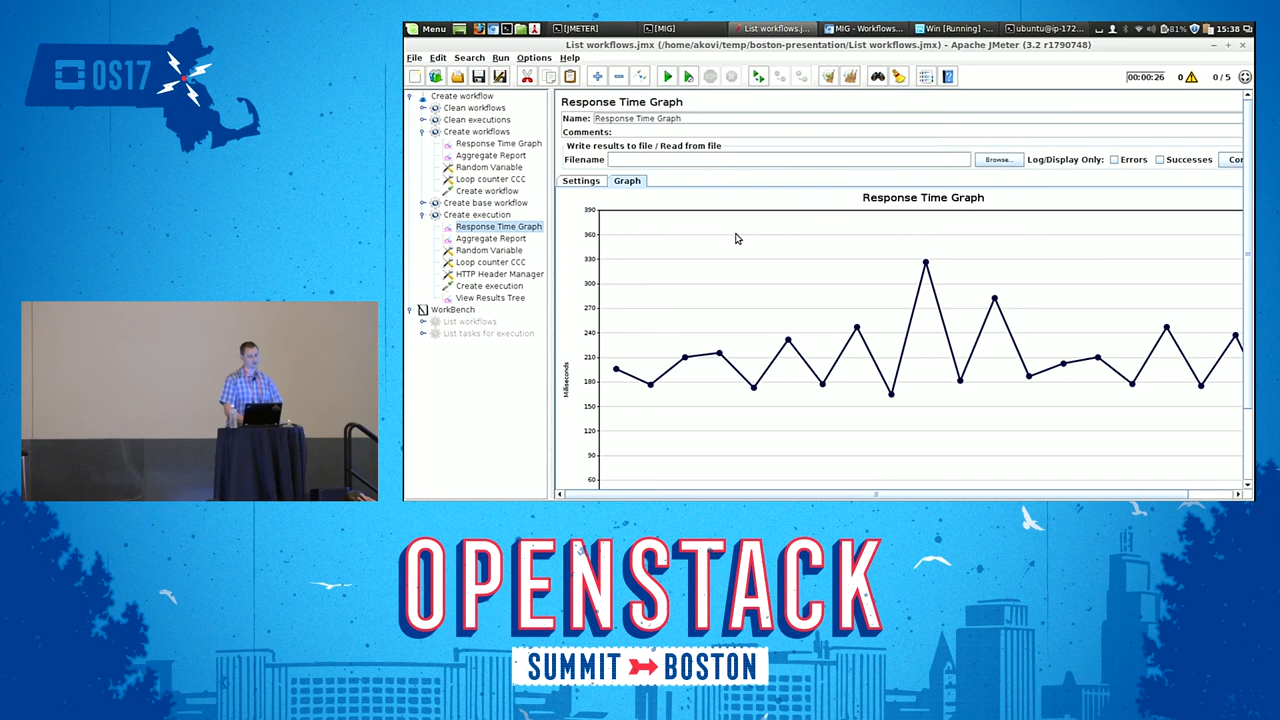 OS17
Menu
[JMETER]
[MIG]
List workflows.j...
MIG - Workflows...
Win [Running] -...
ubuntu@ip-172...
81%
15:38
List workflows.jmx (/home/akovi/temp/boston-presentation/List workflows.jmx) - Apache JMeter (3.2 r1790748)
File Edit Search Run Options Help
00:00:26 0 0 / 5
Create workflow
Clean workflows
Clean executions
Create workflows
Response Time Graph
Aggregate Report
Random Variable
Loop counter CCC
Create workflow
Create base workflow
Create execution
Response Time Graph
Aggregate Report
Random Variable
Loop counter CCC
HTTP Header Manager
Create execution
View Results Tree
WorkBench
List workflows
List tasks for execution
Response Time Graph
Name: Response Time Graph
Comments:
Write results to file / Read from file
Filename Browse... Log/Display Only: Errors Successes Cor
Settings Graph
Response Time Graph
390
360
330
300
270
240
210
180
150
120
90
60
Milliseconds
OPENSTACK
SUMMIT BOSTON